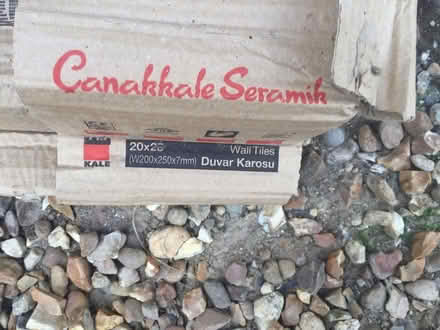 Canakkale Seramik
KALE
20x25 Wall Tiles
(W200x250x7mm) Duvar Karosu